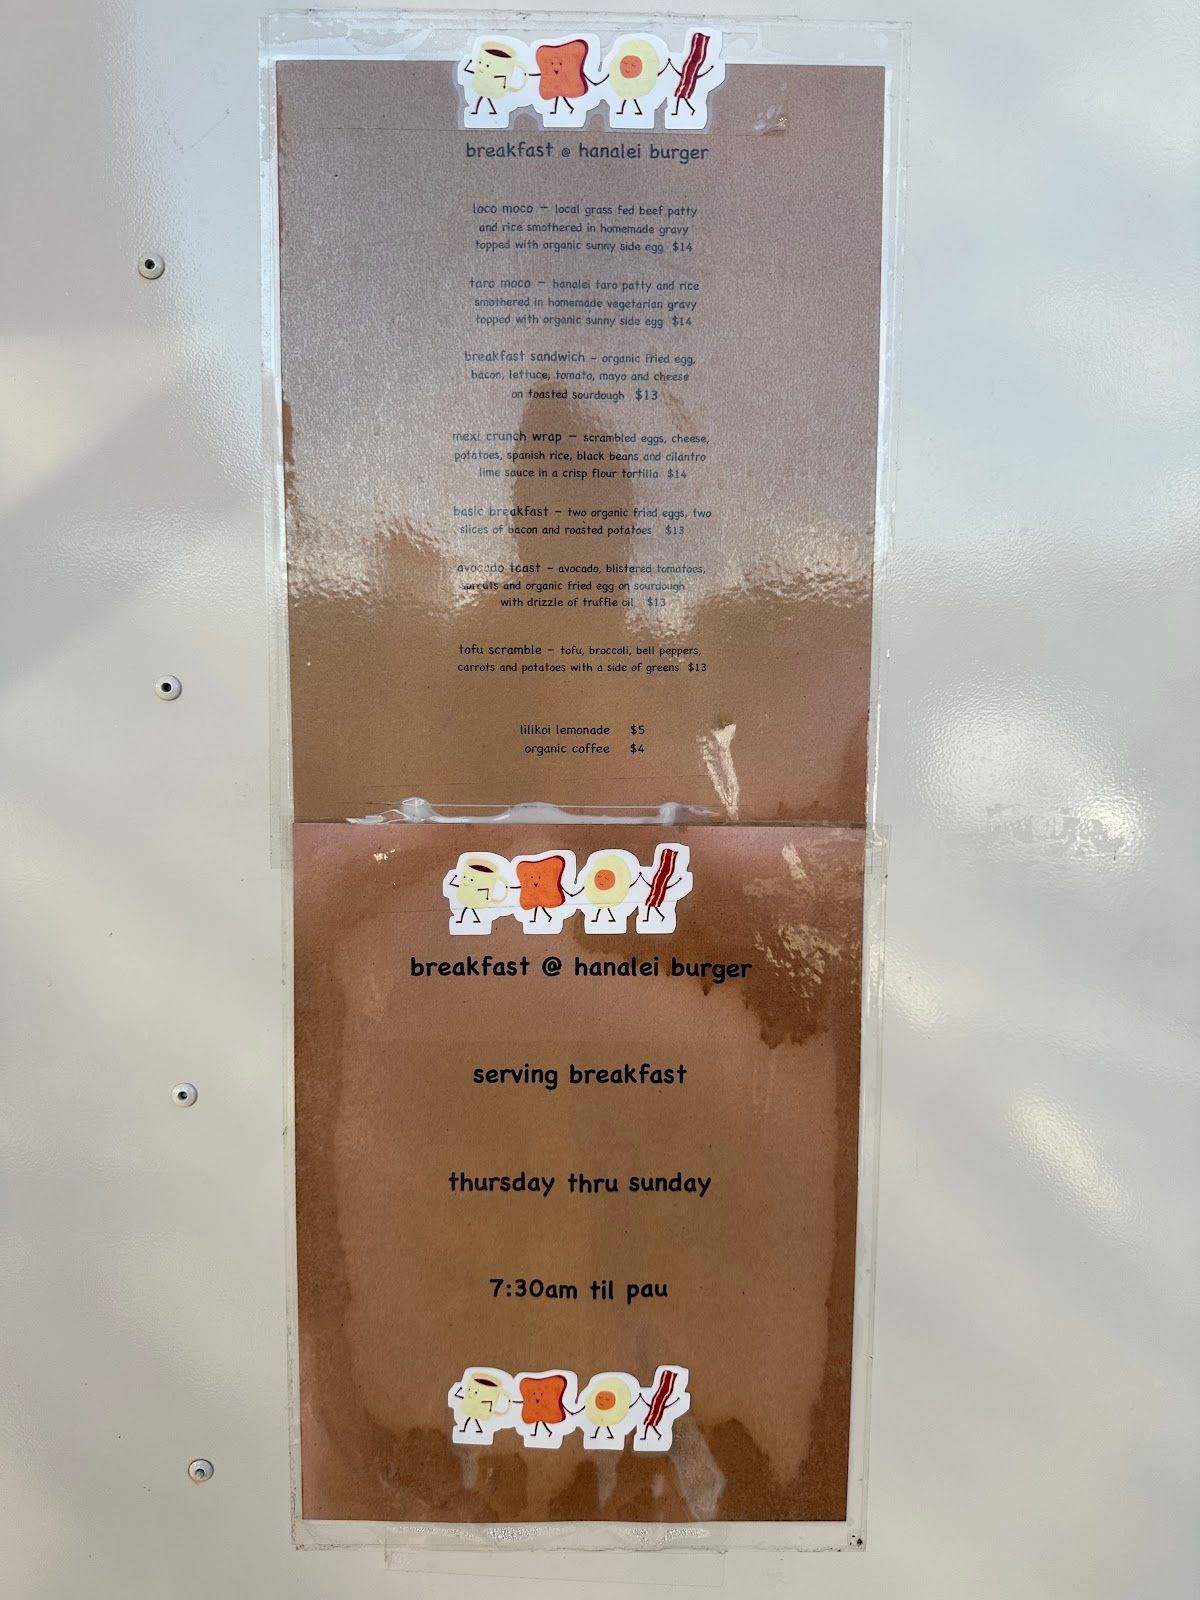 breakfast @ hanalei burger
loco moco – local grass fed beef patty
and rice smothered in homemade gravy
topped with organic sunny side egg $14
taro moco – hanalei taro patty and rice
smothered in homemade vegetarian gravy
topped with organic sunny side egg $14
breakfast sandwich – organic fried egg,
bacon, lettuce, tomato, mayo and cheese
on toasted sourdough $13
mexi crunch wrap – scrambled eggs, cheese,
potatoes, spanish rice, black beans and cilantro
lime sauce in a crisp flour tortilla $14
basic breakfast – two organic fried eggs, two
slices of bacon and roasted potatoes $13
avocado toast – avocado, blistered tomatoes,
sprouts and organic fried egg on sourdough
with drizzle of truffle oil $13
tofu scramble – tofu, broccoli, bell peppers,
carrots and potatoes with a side of greens $13
lilikoi lemonade $5
organic coffee $4
breakfast @ hanalei burger
serving breakfast
thursday thru sunday
7:30am til pau